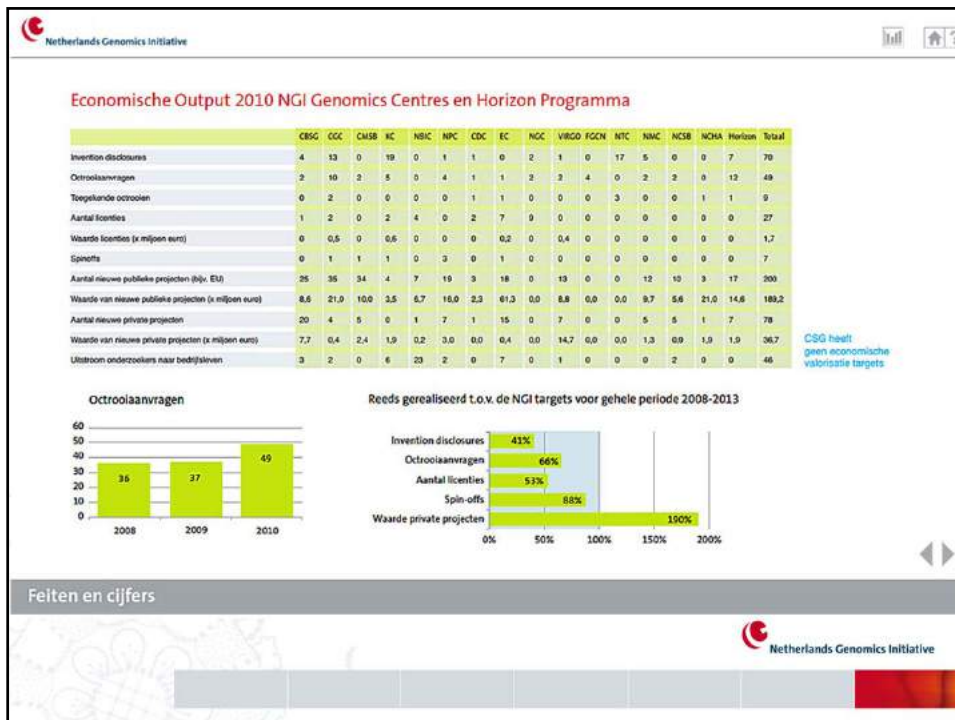 Netherlands Genomics Initiative
?
Economische Output 2010 NGI Genomics Centres en Horizon Programma
CBSG CGC CMSB KC NBIC NPC CDC EC NGC VIRGO FGCN NTC NMC NCSB NCHA Horizon Totaal
Invention disclosures 4 13 0 19 0 1 1 0 2 1 0 17 5 0 0 7 70
Octrooiaanvragen 2 10 2 5 0 4 1 1 2 2 4 0 2 2 0 12 49
Toegekende octrooien 0 2 0 0 0 0 1 1 0 0 0 3 0 0 1 1 9
Aantal licenties 1 2 0 2 4 0 2 7 9 0 0 0 0 0 0 0 27
Waarde licenties (x miljoen euro) 0 0,5 0 0,6 0 0 0 0,2 0 0,4 0 0 0 0 0 0 1,7
Spinoffs 0 1 1 1 0 3 0 1 0 0 0 0 0 0 0 0 7
Aantal nieuwe publieke projecten (bijv. EU) 25 35 34 4 7 19 3 18 0 13 0 0 12 10 3 17 200
Waarde van nieuwe publieke projecten (x miljoen euro) 8,6 21,0 10,0 3,5 6,7 16,0 2,3 61,3 0,0 8,8 0,0 0,0 9,7 5,6 21,0 14,6 189,2
Aantal nieuwe private projecten 20 4 5 0 1 7 1 15 0 7 0 0 5 5 1 7 78
Waarde van nieuwe private projecten (x miljoen euro) 7,7 0,4 2,4 1,9 0,2 3,0 0,0 0,4 0,0 14,7 0,0 0,0 1,3 0,9 1,9 1,9 36,7
Uitstroom onderzoekers naar bedrijfsleven 3 2 0 6 23 2 0 7 0 1 0 0 0 2 0 0 46
CSG heeft
geen economische
valorisatie targets
Octrooiaanvragen
60
50
40
30
20
10
0
36 37 49
2008 2009 2010
Reeds gerealiseerd t.o.v. de NGI targets voor gehele periode 2008-2013
Invention disclosures 41%
Octrooiaanvragen 66%
Aantal licenties 53%
Spin-offs 88%
Waarde private projecten 190%
0% 50% 100% 150% 200%
Feiten en cijfers
Netherlands Genomics Initiative